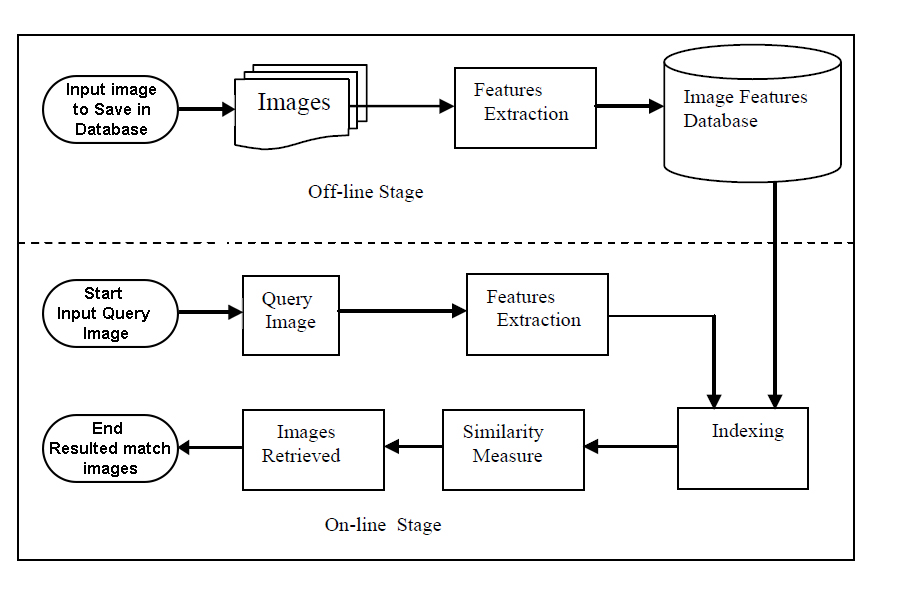 Input image
to Save in
Database
Images
Features
Extraction
Image Features
Database
Off-line Stage
Start
Input Query
Image
Query
Image
Features
Extraction
End
Resulted match
images
Images
Retrieved
Similarity
Measure
Indexing
On-line Stage